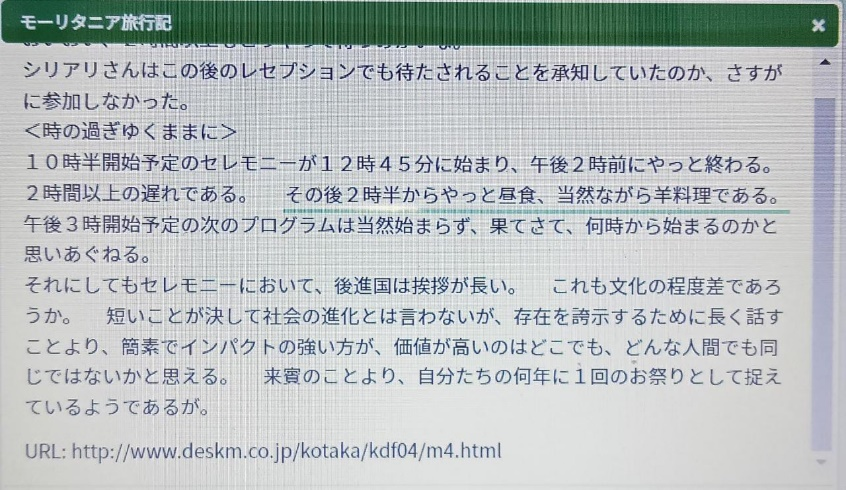 モーリタニア旅行記
シリアリさんはこの後のレセプションでも待たされることを承知していたのか、さすが
に参加しなかった。
＜時の過ぎゆくままに＞
１０時半開始予定のセレモニーが１２時４５分に始まり、午後２時前にやっと終わる。
２時間以上の遅れである。　その後２時半からやっと昼食、当然ながら羊料理である。
午後３時開始予定の次のプログラムは当然始まらず、果てさて、何時から始まるのかと
思いあぐねる。
それにしてもセレモニーにおいて、後進国は挨拶が長い。　これも文化の程度差であろ
うか。　短いことが決して社会の進化とは言わないが、存在を誇示するために長く話す
ことより、簡素でインパクトの強い方が、価値が高いのはどこでも、どんな人間でも同
じではないかと思える。　来賓のことより、自分たちの何年に１回のお祭りとして捉え
ているようであるが。
URL: http://www.deskm.co.jp/kotaka/kdf04/m4.html